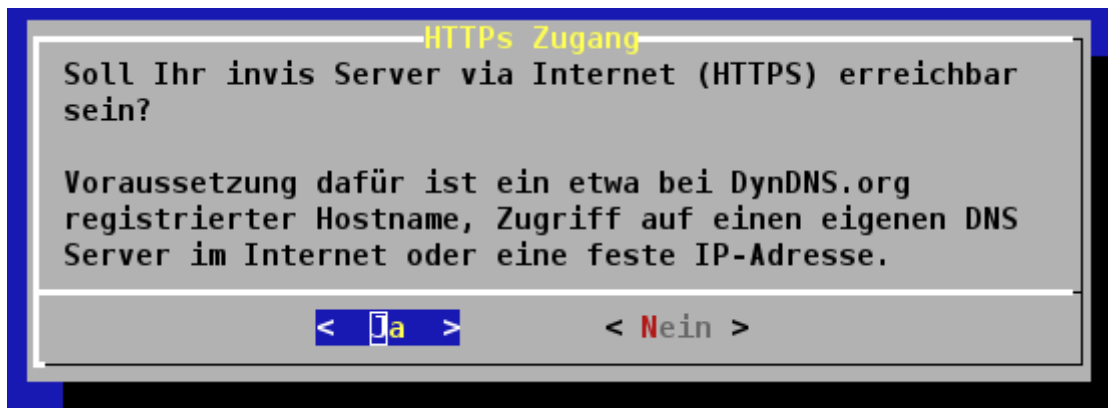 HTTPs Zugang
Soll Ihr invis Server via Internet (HTTPS) erreichbar
sein?
Voraussetzung dafür ist ein etwa bei DynDNS.org
registrierter Hostname, Zugriff auf einen eigenen DNS
Server im Internet oder eine feste IP-Adresse.
< Ja > < Nein >